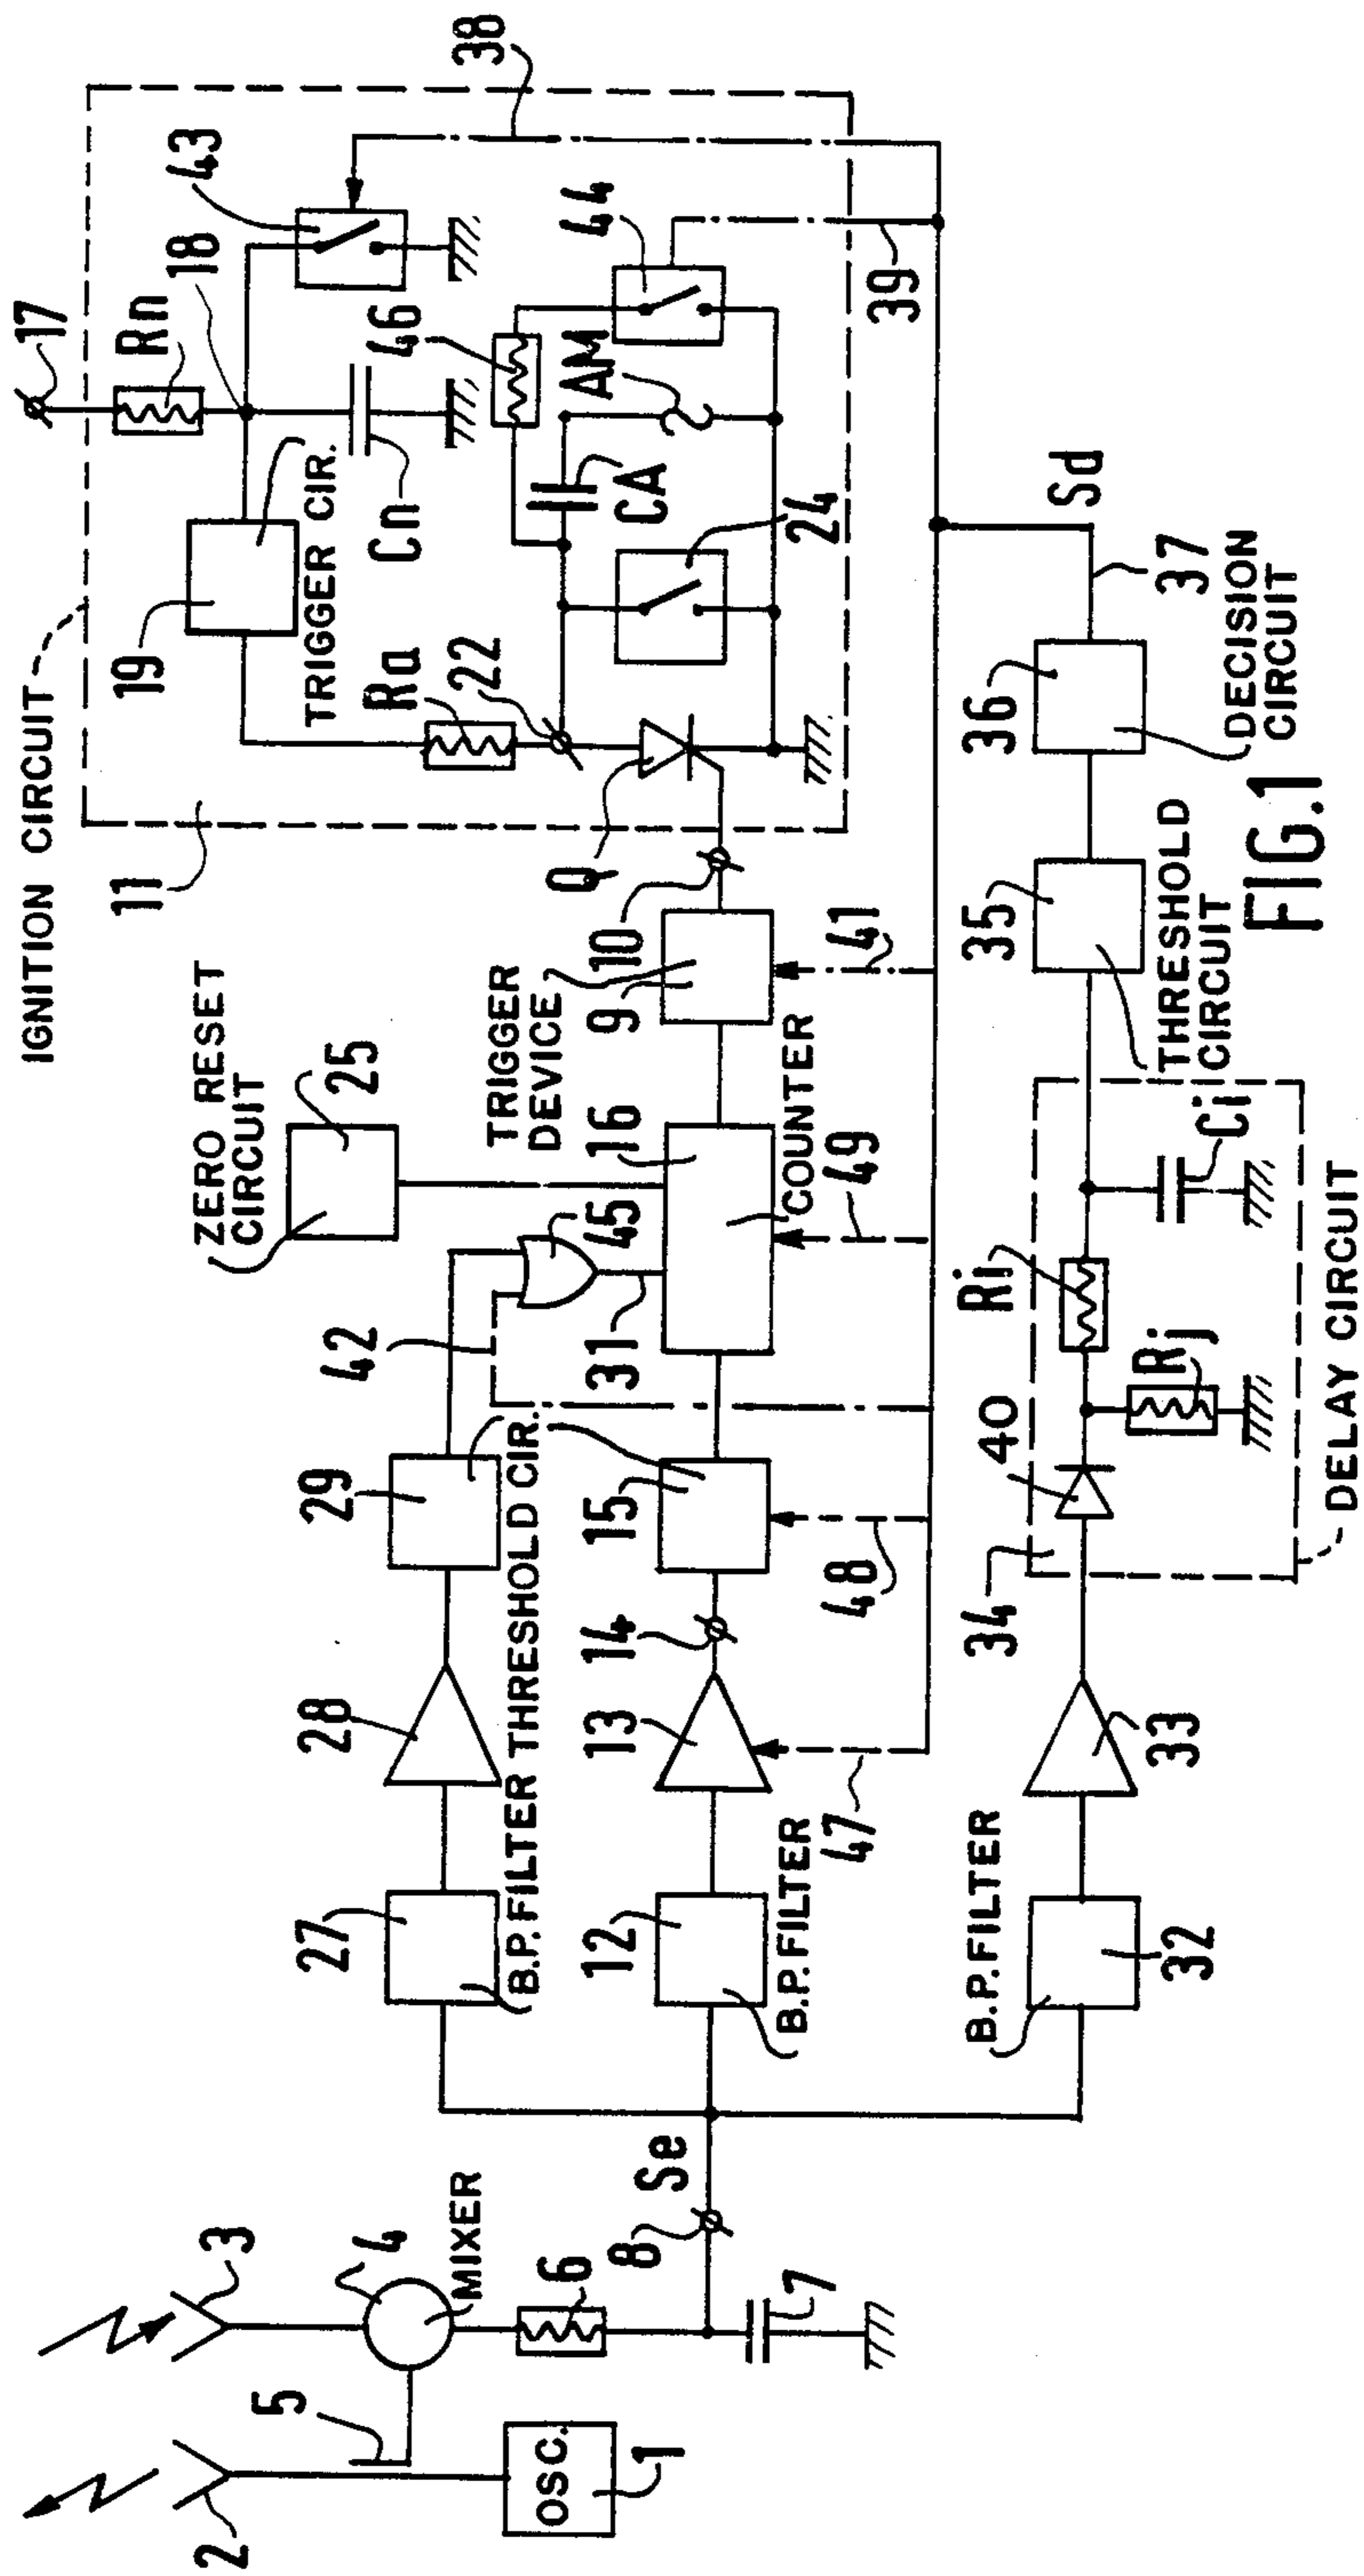 IGNITION CIRCUIT
11
17
Rn
18
43
38
19
TRIGGER CIR.
Cn
46
44
AM
39
Ra
22
CA
24
Q
ZERO RESET
CIRCUIT
25
TRIGGER
DEVICE
10
9
41
16
COUNTER
49
45
31
42
29
28
27
B.P. FILTER THRESHOLD CIR.
15
14
13
12
B.P. FILTER
48
47
Sd
37
36
DECISION
CIRCUIT
35
THRESHOLD
CIRCUIT
Ci
Ri
Rj
40
34
DELAY CIRCUIT
33
32
B.P. FILTER
Se
8
3
4
MIXER
6
7
5
2
OSC.
1
FIG.1